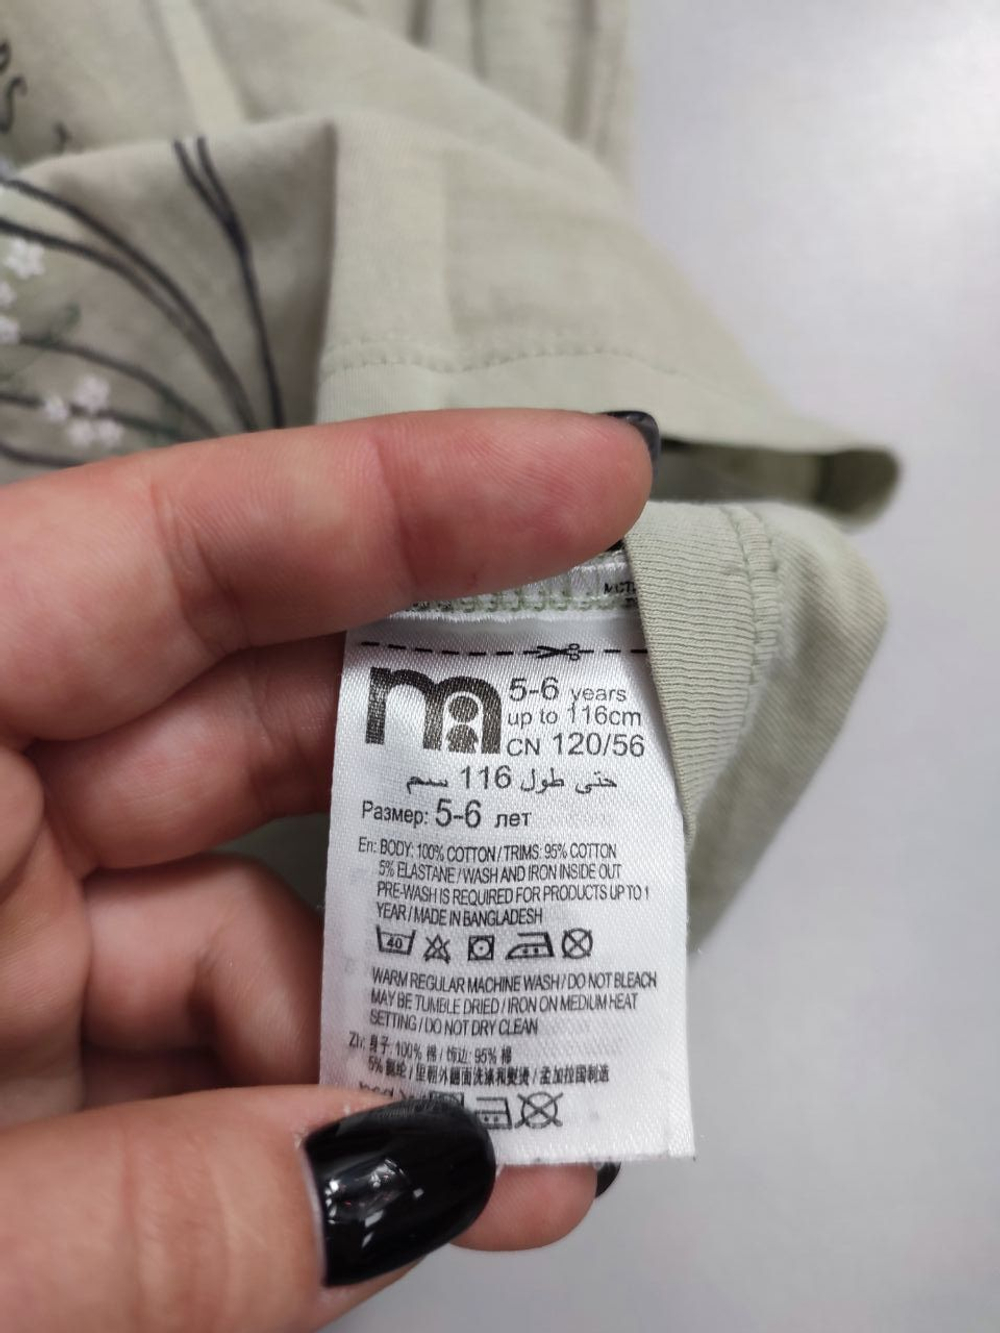 5-6 years
up to 116cm
CN 120/56
حتى طول 116 سم
Размер: 5-6 лет
En: BODY: 100% COTTON / TRIMS: 95% COTTON
5% ELASTANE / WASH AND IRON INSIDE OUT
PRE-WASH IS REQUIRED FOR PRODUCTS UP TO 1
YEAR / MADE IN BANGLADESH
40
WARM REGULAR MACHINE WASH / DO NOT BLEACH
MAY BE TUMBLE DRIED / IRON ON MEDIUM HEAT
SETTING / DO NOT DRY CLEAN
Zh: 身子: 100% 棉 / 饰边: 95% 棉
5% 氨纶 / 里朝外翻面洗涤和熨烫 / 孟加拉国制造